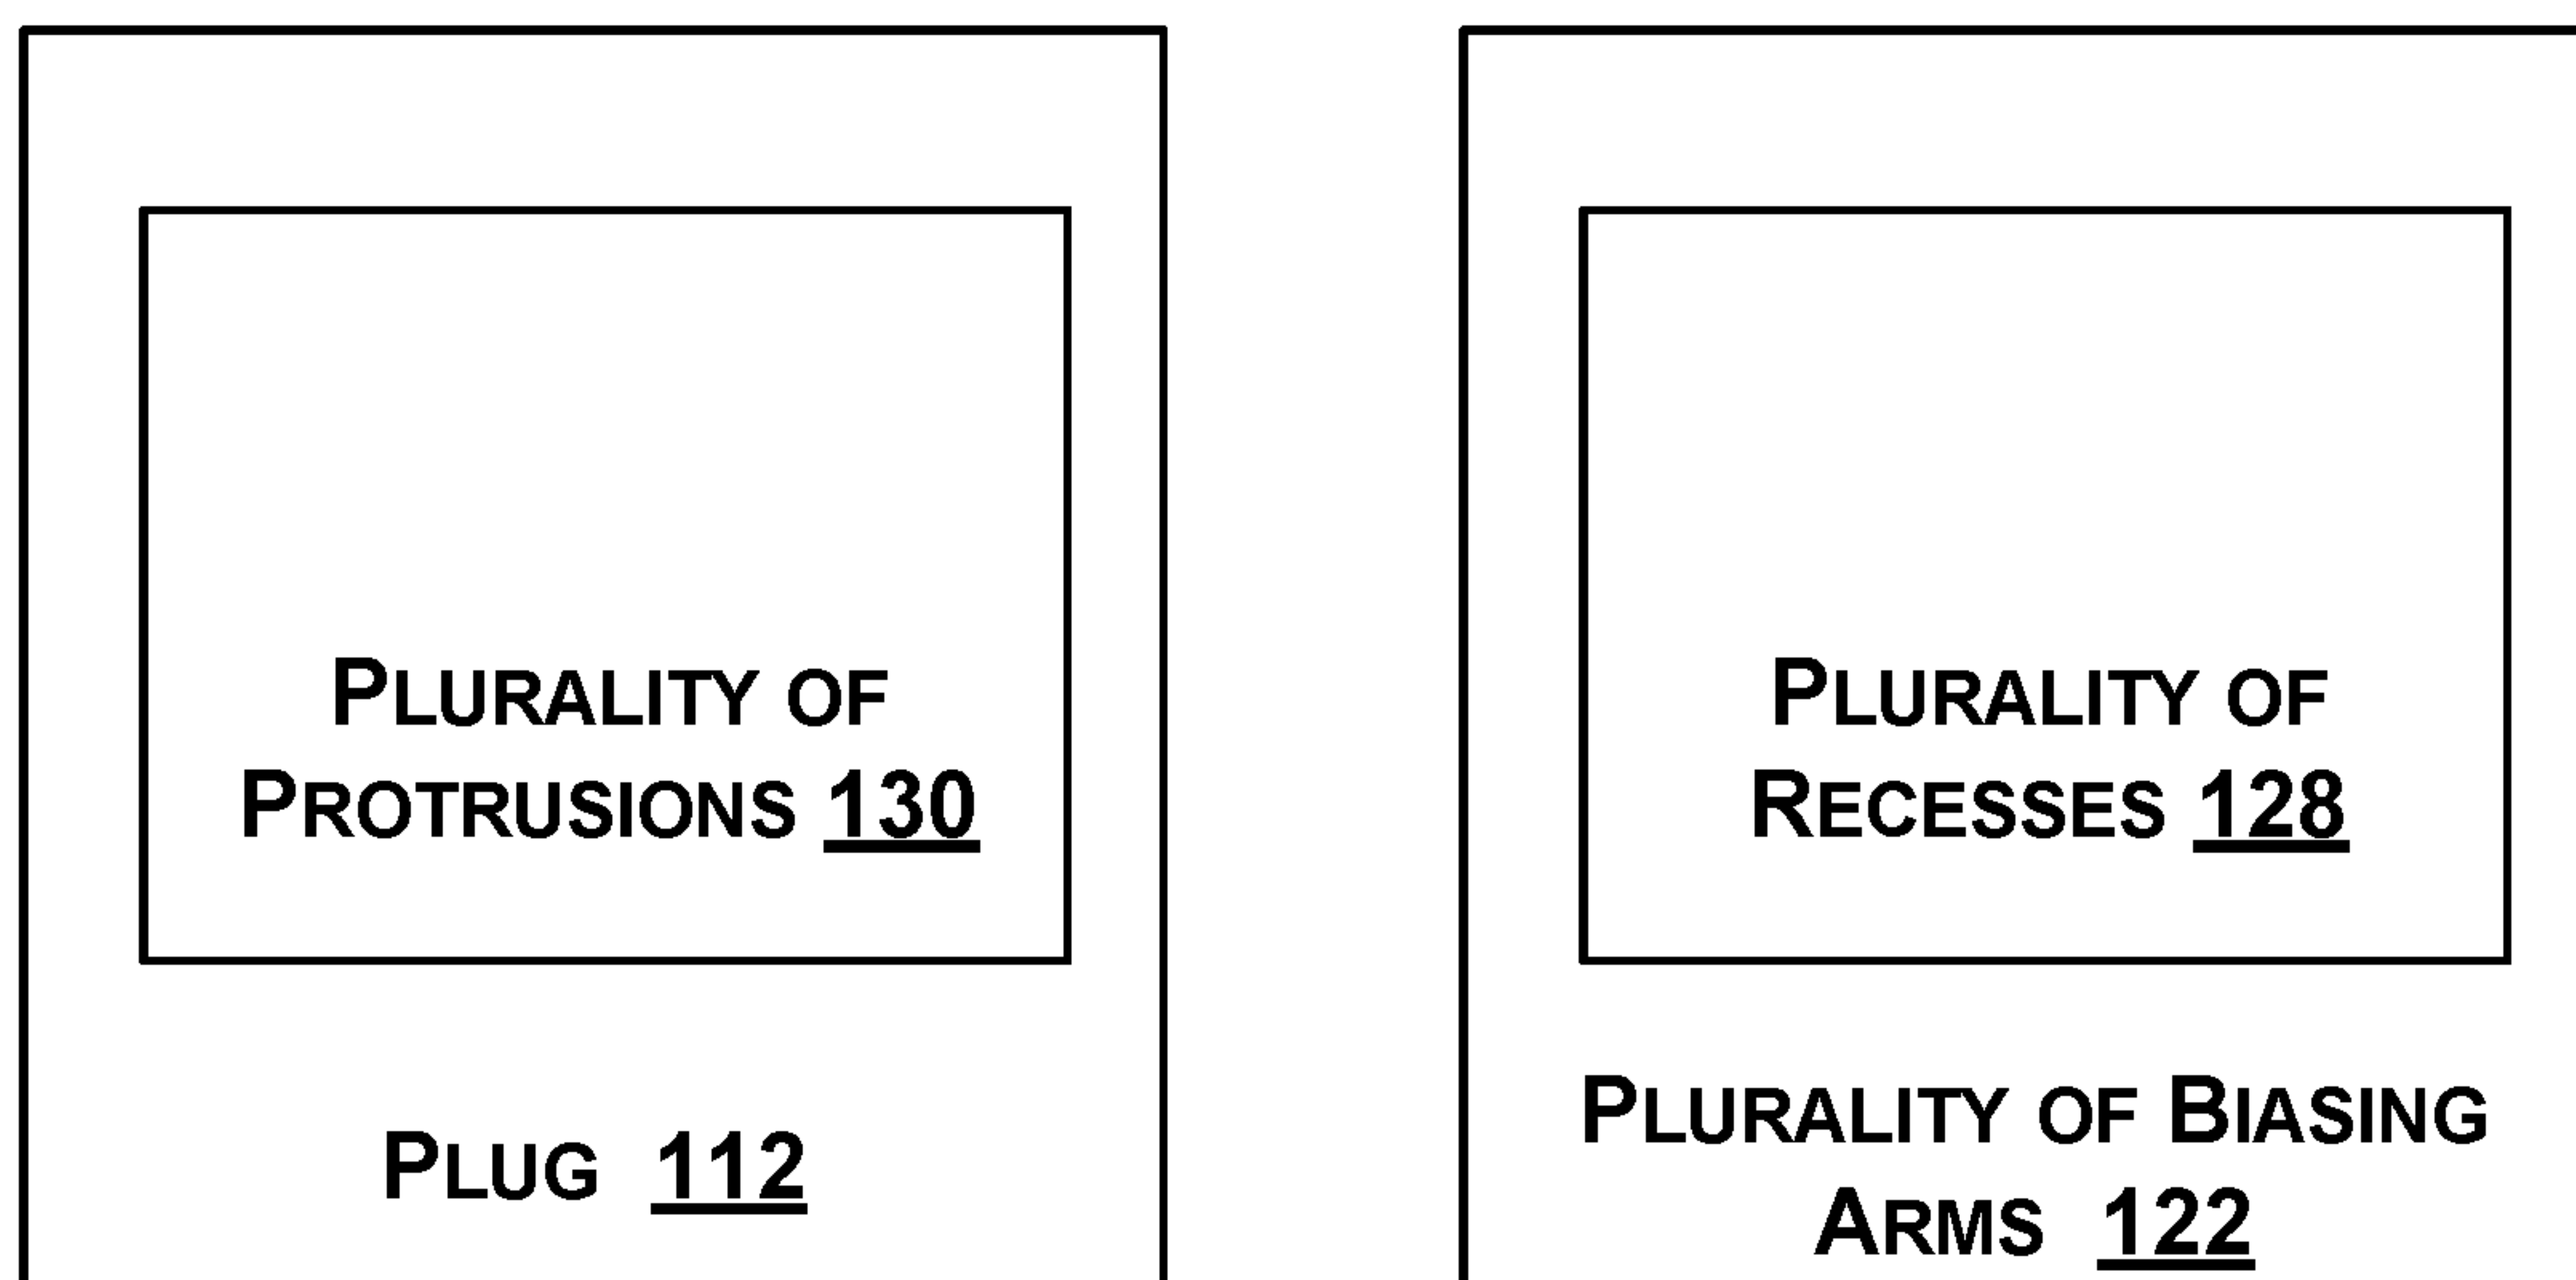 PLURALITY OF
PROTRUSIONS 130
PLUG 112
PLURALITY OF
RECESSES 128
PLURALITY OF BIASING
ARMS 122